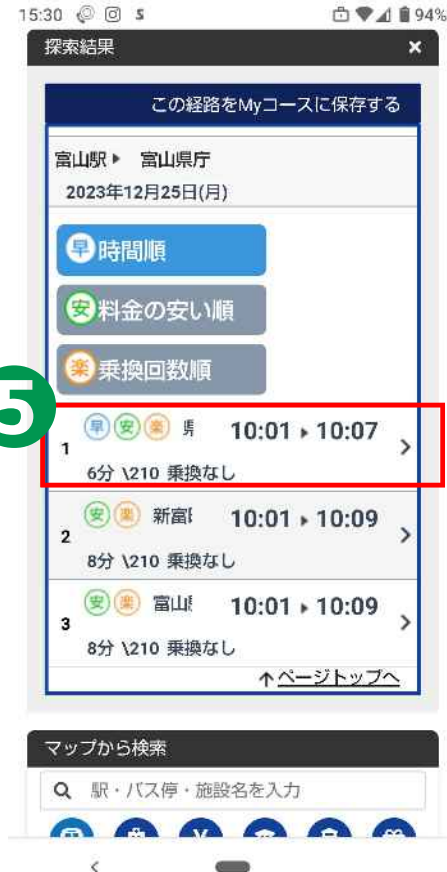 15:30 94%
探索結果 ×
この経路をMyコースに保存する
富山駅▶ 富山県庁
2023年12月25日(月)
早 時間順
安 料金の安い順
楽 乗換回数順
5
1 早 安 楽 10:01 ▶ 10:07
6分 \210 乗換なし
2 安 楽 新富 10:01 ▶ 10:09
8分 \210 乗換なし
3 安 楽 富山 10:01 ▶ 10:09
8分 \210 乗換なし
↑ページトップへ
マップから検索
駅・バス停・施設名を入力